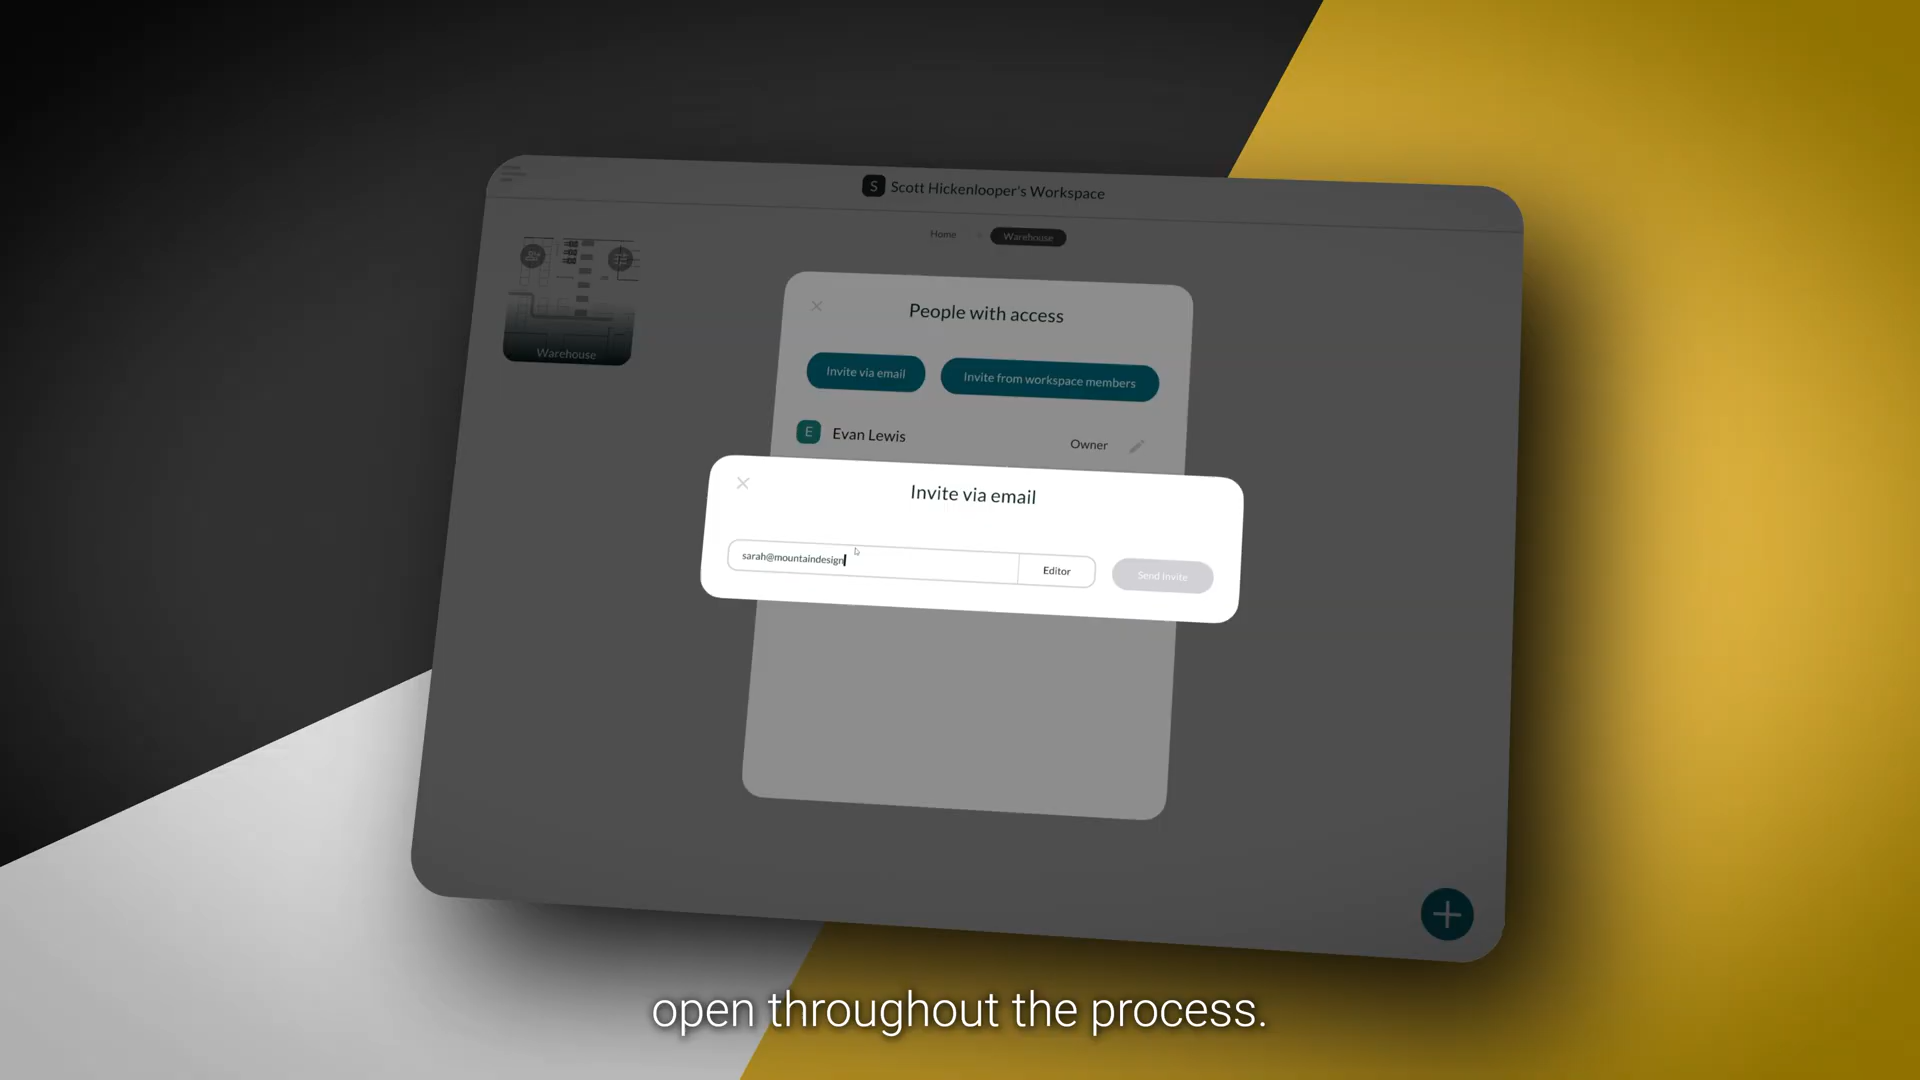 S Scott Hickenlooper's Workspace
Home
Warehouse
Warehouse
People with access
Invite via email
Invite from workspace members
E Evan Lewis
Owner
Invite via email
sarah@mountaindesign
Editor
Send Invite
open throughout the process.